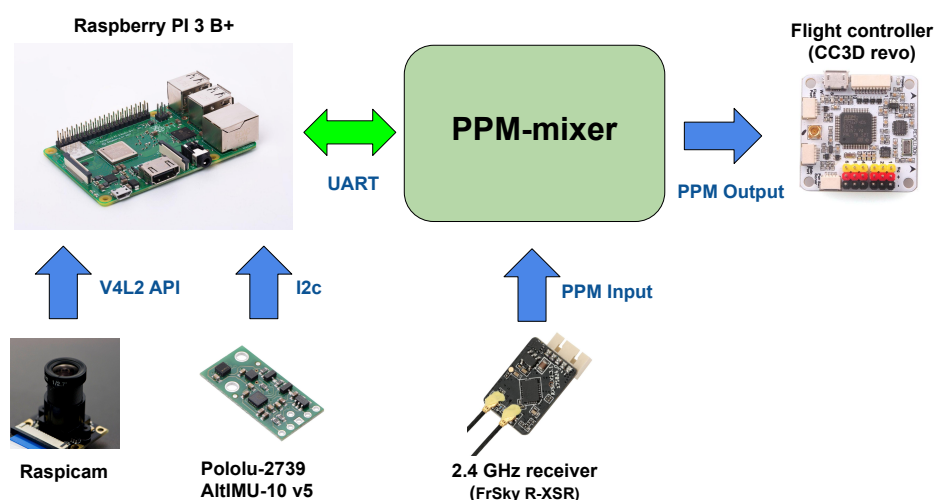 Raspberry PI 3 B+
PPM-mixer
Flight controller
(CC3D revo)
UART
PPM Output
V4L2 API
I2c
PPM Input
Raspicam
Pololu-2739
AltIMU-10 v5
2.4 GHz receiver
(FrSky R-XSR)